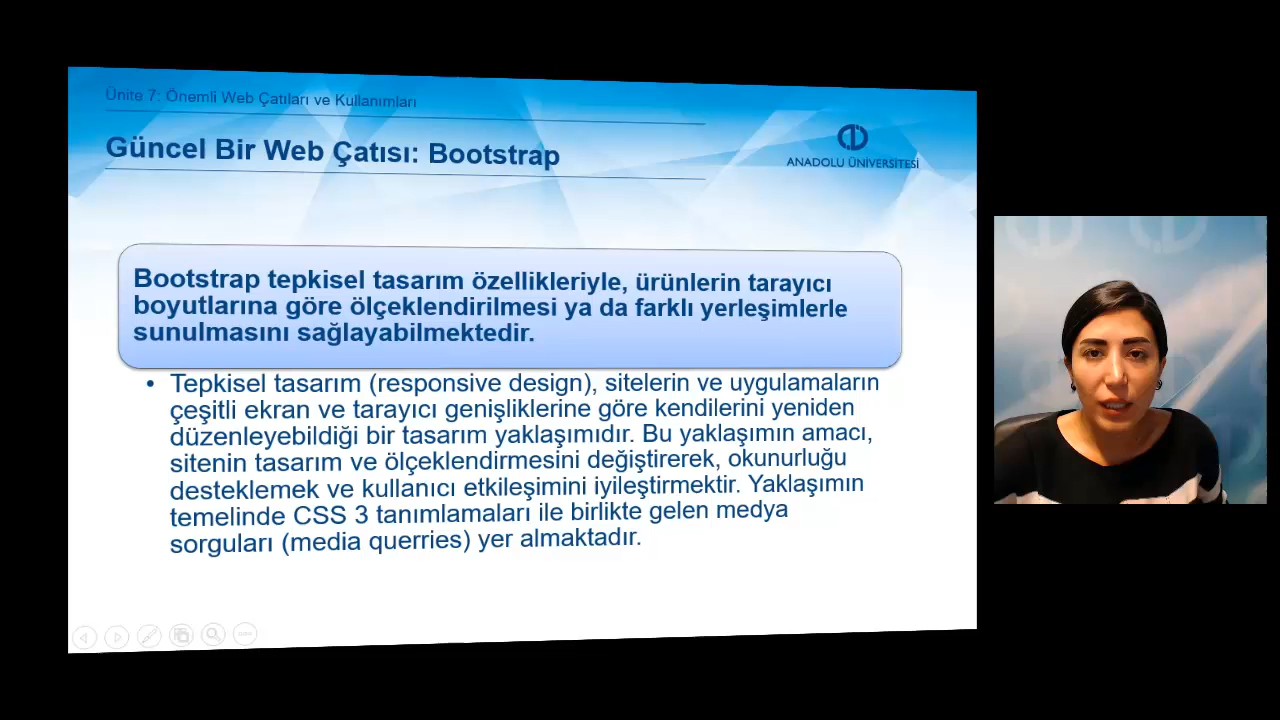 Ünite 7: Önemli Web Çatıları ve Kullanımları
Güncel Bir Web Çatısı: Bootstrap
ANADOLU ÜNİVERSİTESİ
Bootstrap tepkisel tasarım özellikleriyle, ürünlerin tarayıcı
boyutlarına göre ölçeklendirilmesi ya da farklı yerleşimlerle
sunulmasını sağlayabilmektedir.
• Tepkisel tasarım (responsive design), sitelerin ve uygulamaların
çeşitli ekran ve tarayıcı genişliklerine göre kendilerini yeniden
düzenleyebildiği bir tasarım yaklaşımıdır. Bu yaklaşımın amacı,
sitenin tasarım ve ölçeklendirmesini değiştirerek, okunurluğu
desteklemek ve kullanıcı etkileşimini iyileştirmektir. Yaklaşımın
temelinde CSS 3 tanımlamaları ile birlikte gelen medya
sorguları (media querries) yer almaktadır.